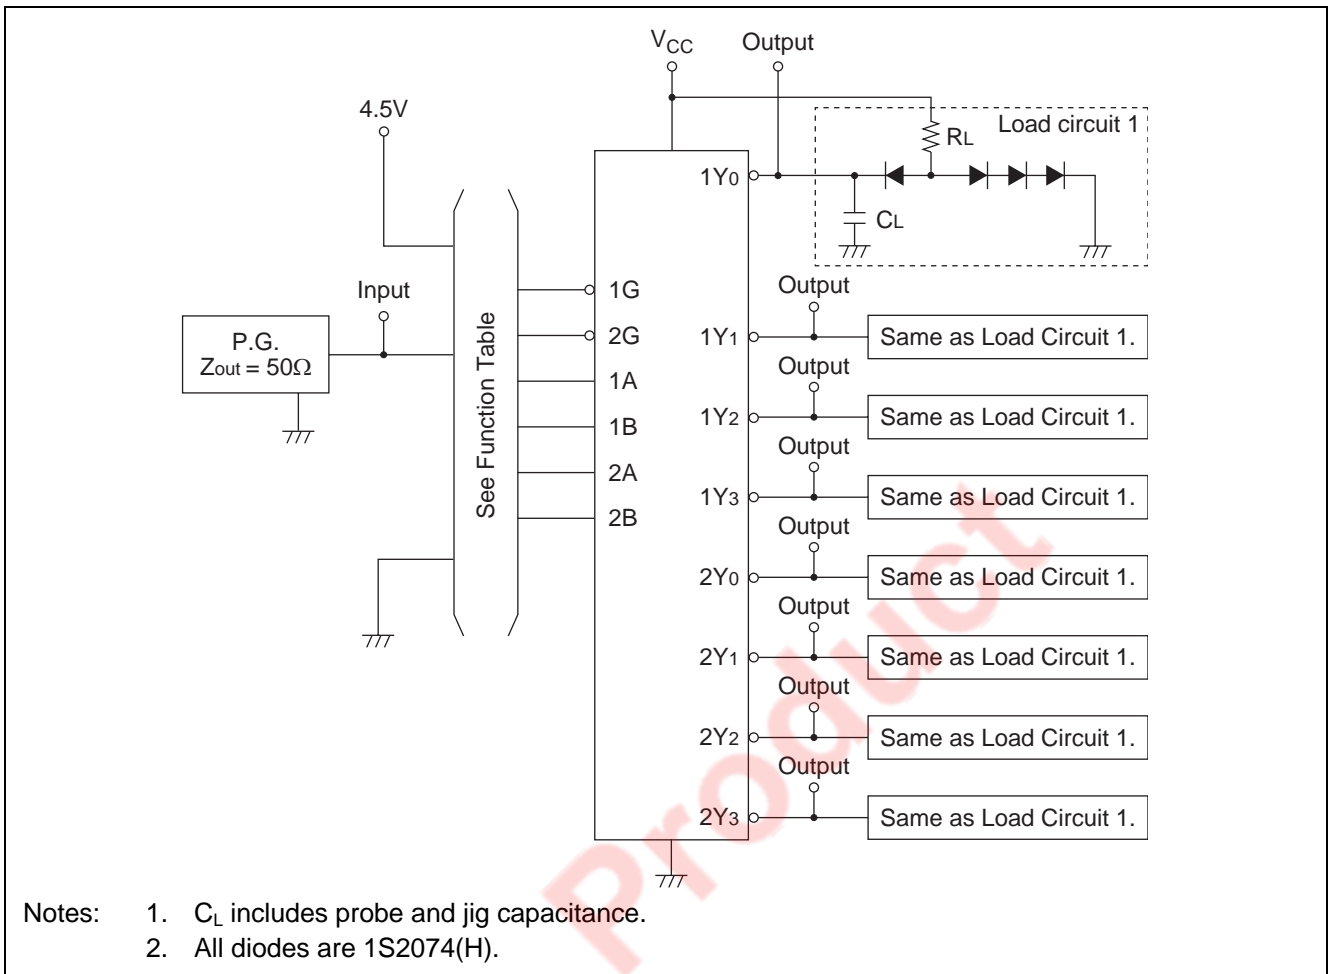 VCC
Output
4.5V
Load circuit 1
RL
1Y0
CL
Output
Input
1G
P.G.
Zout = 50Ω
2G
1Y1
Same as Load Circuit 1.
Output
See Function Table
1A
1B
1Y2
Same as Load Circuit 1.
Output
2A
1Y3
Same as Load Circuit 1.
2B
Output
2Y0
Same as Load Circuit 1.
Output
2Y1
Same as Load Circuit 1.
Output
2Y2
Same as Load Circuit 1.
Output
2Y3
Same as Load Circuit 1.
Product
Notes: 1. CL includes probe and jig capacitance.
2. All diodes are 1S2074(H).